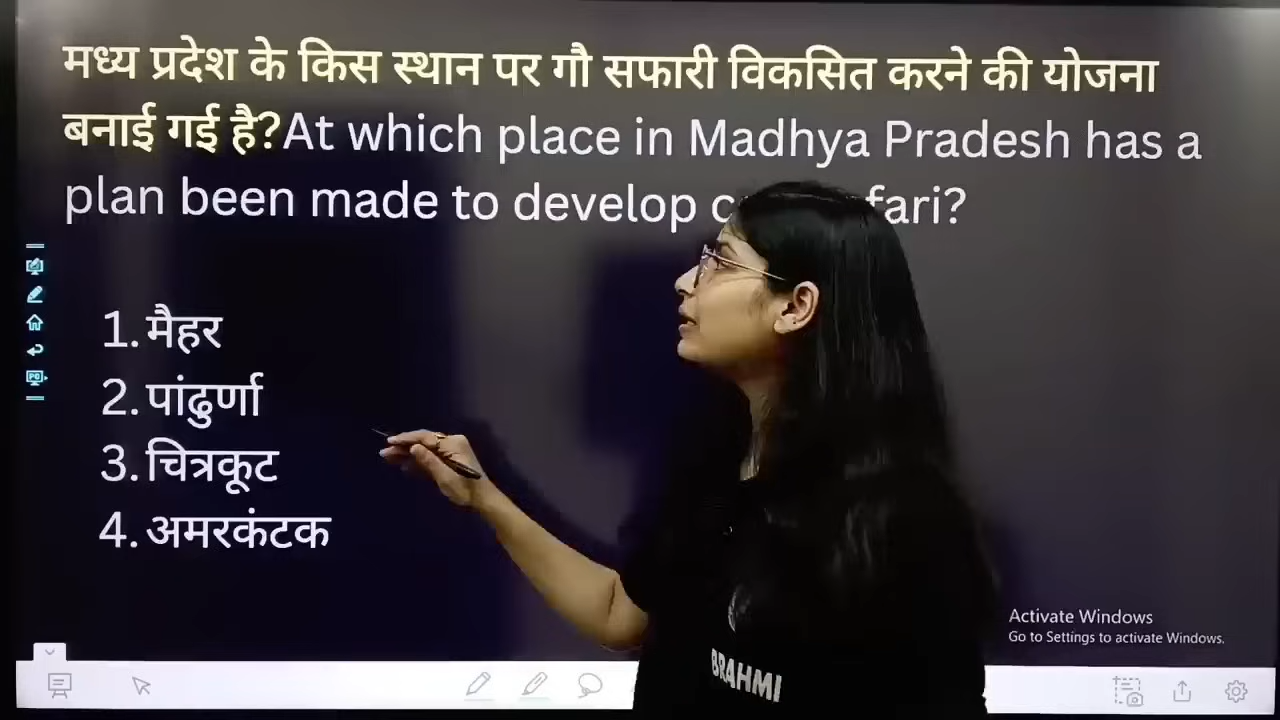 मध्य प्रदेश के किस स्थान पर गौ सफारी विकसित करने की योजना
बनाई गई है?At which place in Madhya Pradesh has a
plan been made to develop
1. मैहर
2. पांढुर्णा
3. चित्रकूट
4. अमरकंटक
Activate Windows
Go to Settings to activate Windows.
BRAHMI